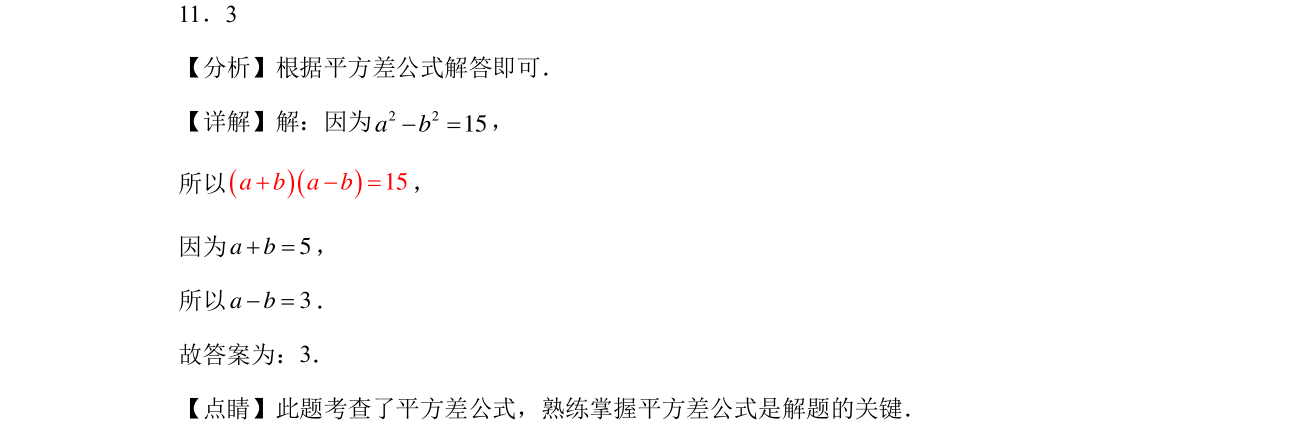 11．3
【分析】根据平方差公式解答即可．
【详解】解：因为a²－b²＝15，
所以(a+b)(a−b)＝15，
因为a+b＝5，
所以a−b＝3．
故答案为：3．
【点睛】此题考查了平方差公式，熟练掌握平方差公式是解题的关键．